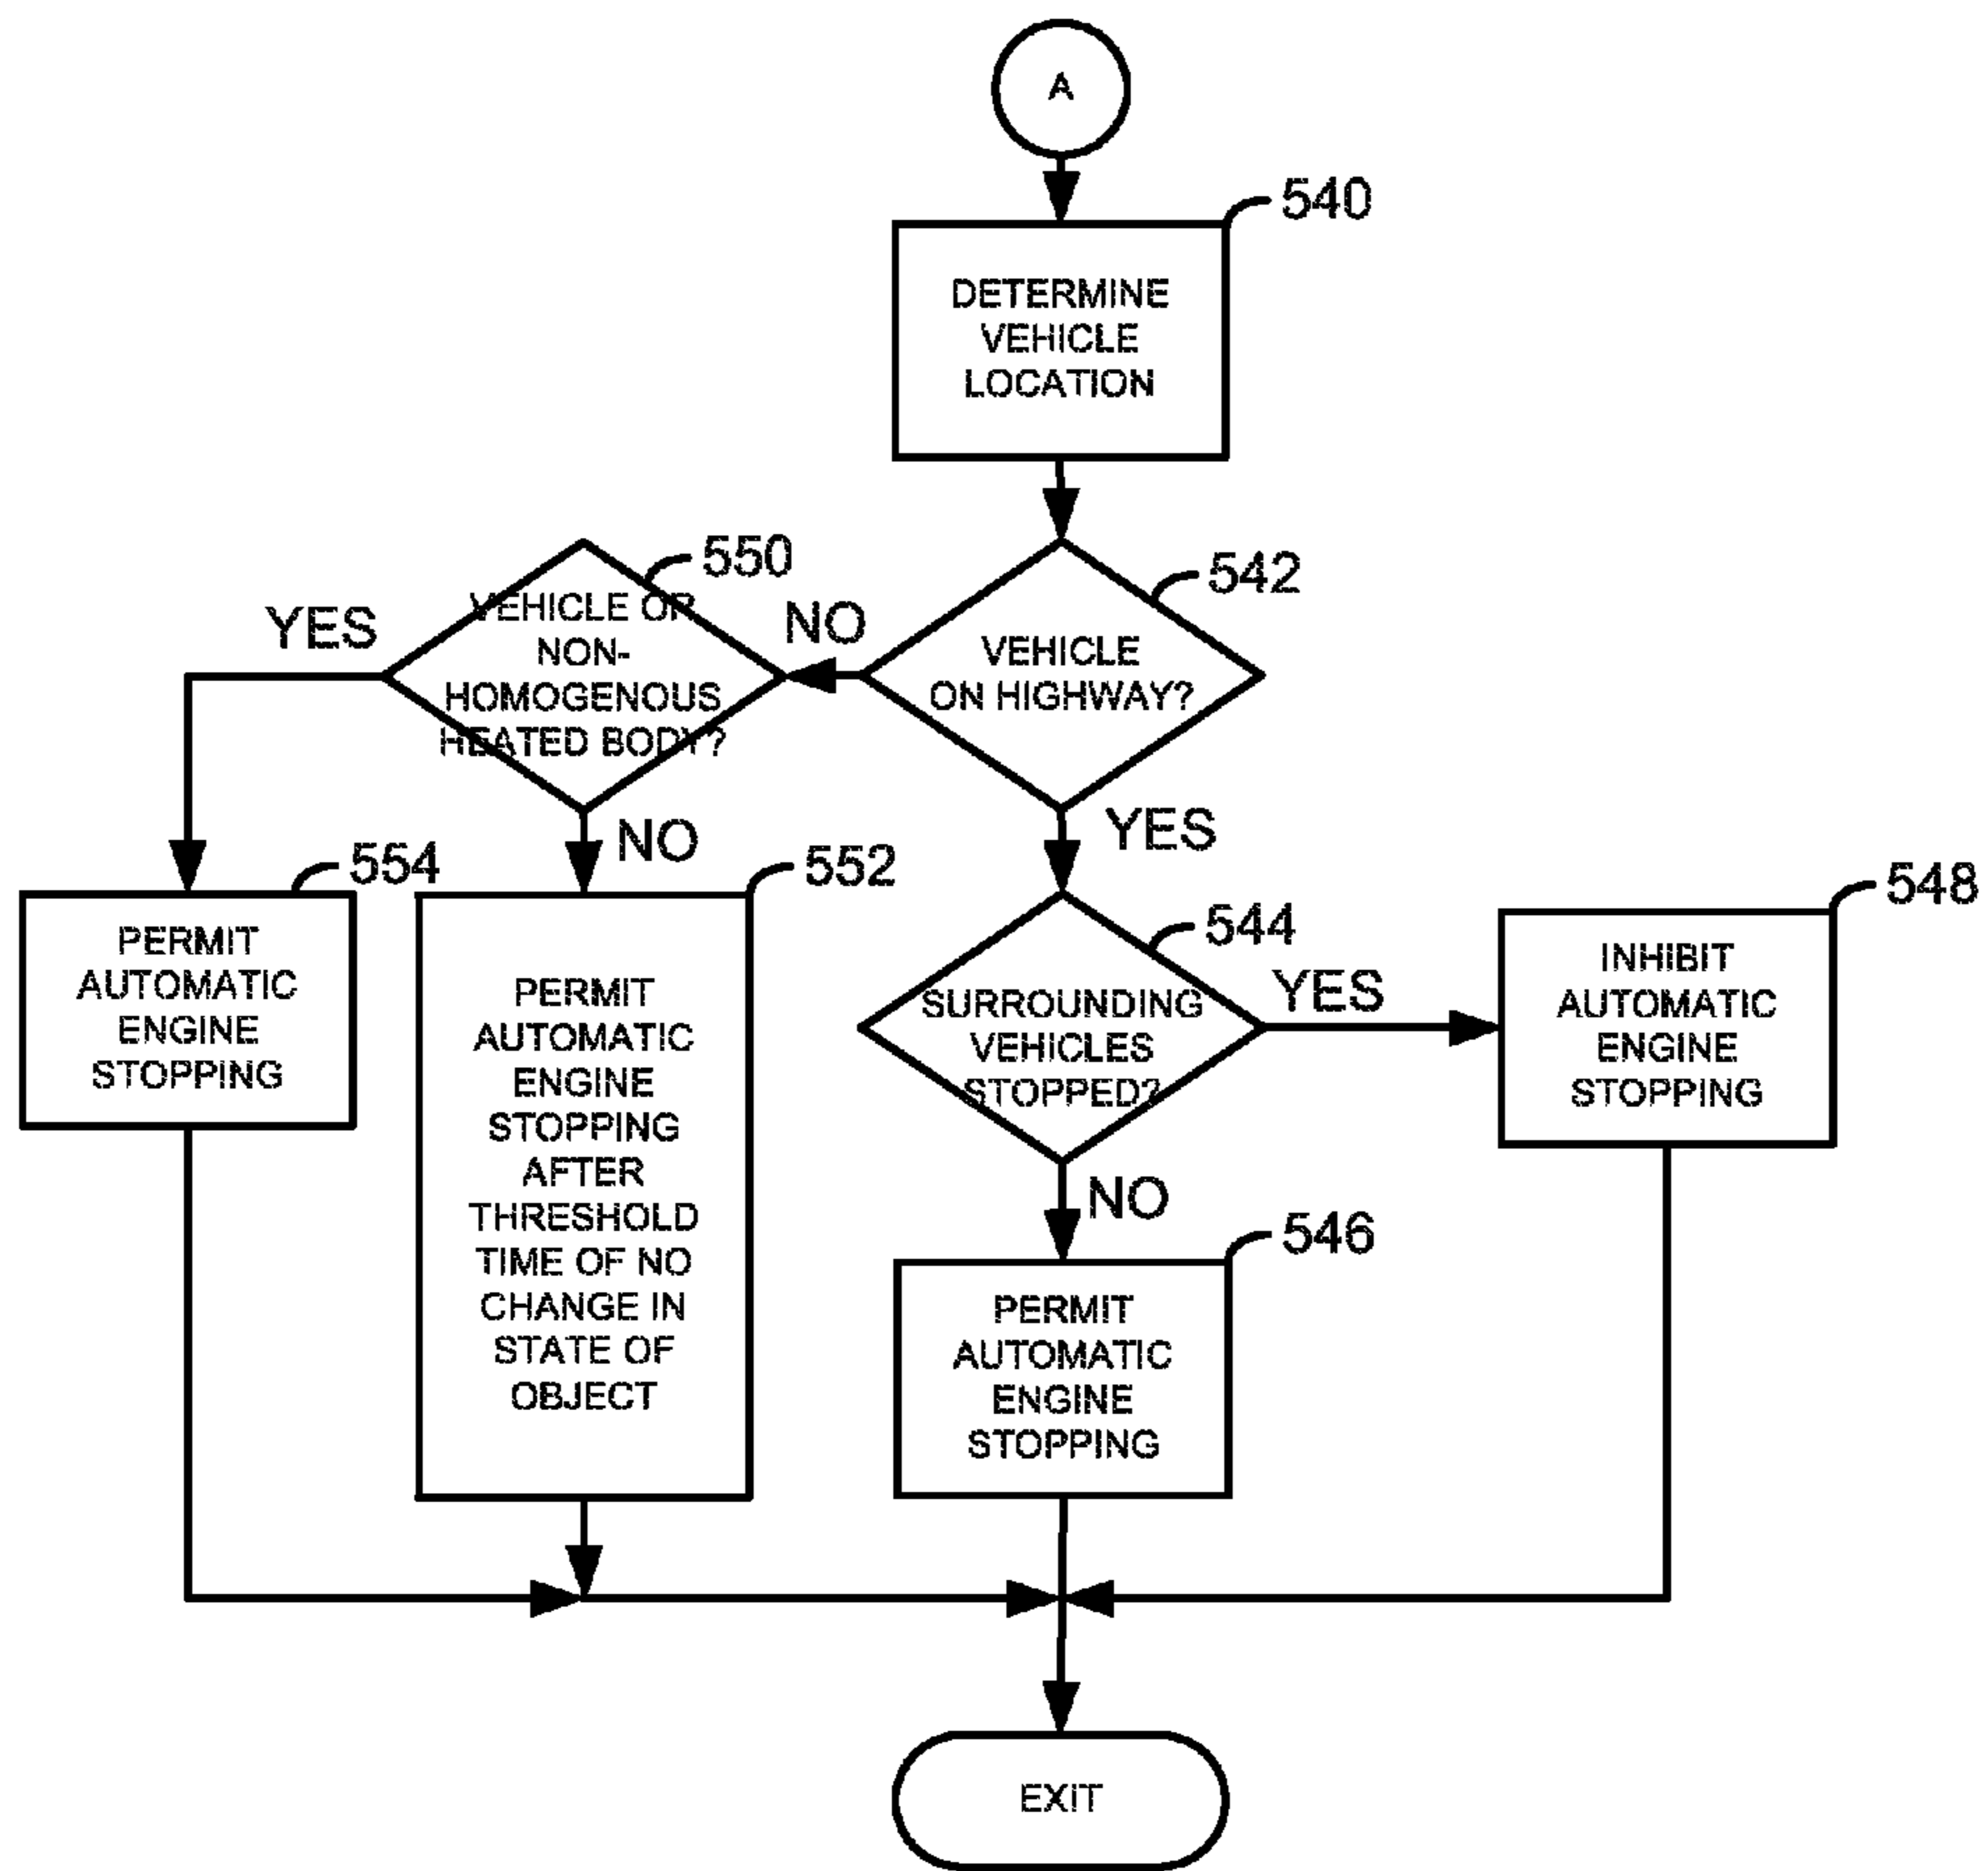 A
540
DETERMINE
VEHICLE
LOCATION
550
VEHICLE OR
NON-
HOMOGENOUS
HEATED BODY?
YES
NO
542
VEHICLE
ON HIGHWAY?
YES
NO
554
PERMIT
AUTOMATIC
ENGINE
STOPPING
552
PERMIT
AUTOMATIC
ENGINE
STOPPING
AFTER
THRESHOLD
TIME OF NO
CHANGE IN
STATE OF
OBJECT
544
SURROUNDING
VEHICLES
STOPPED?
YES
548
INHIBIT
AUTOMATIC
ENGINE
STOPPING
NO
546
PERMIT
AUTOMATIC
ENGINE
STOPPING
EXIT